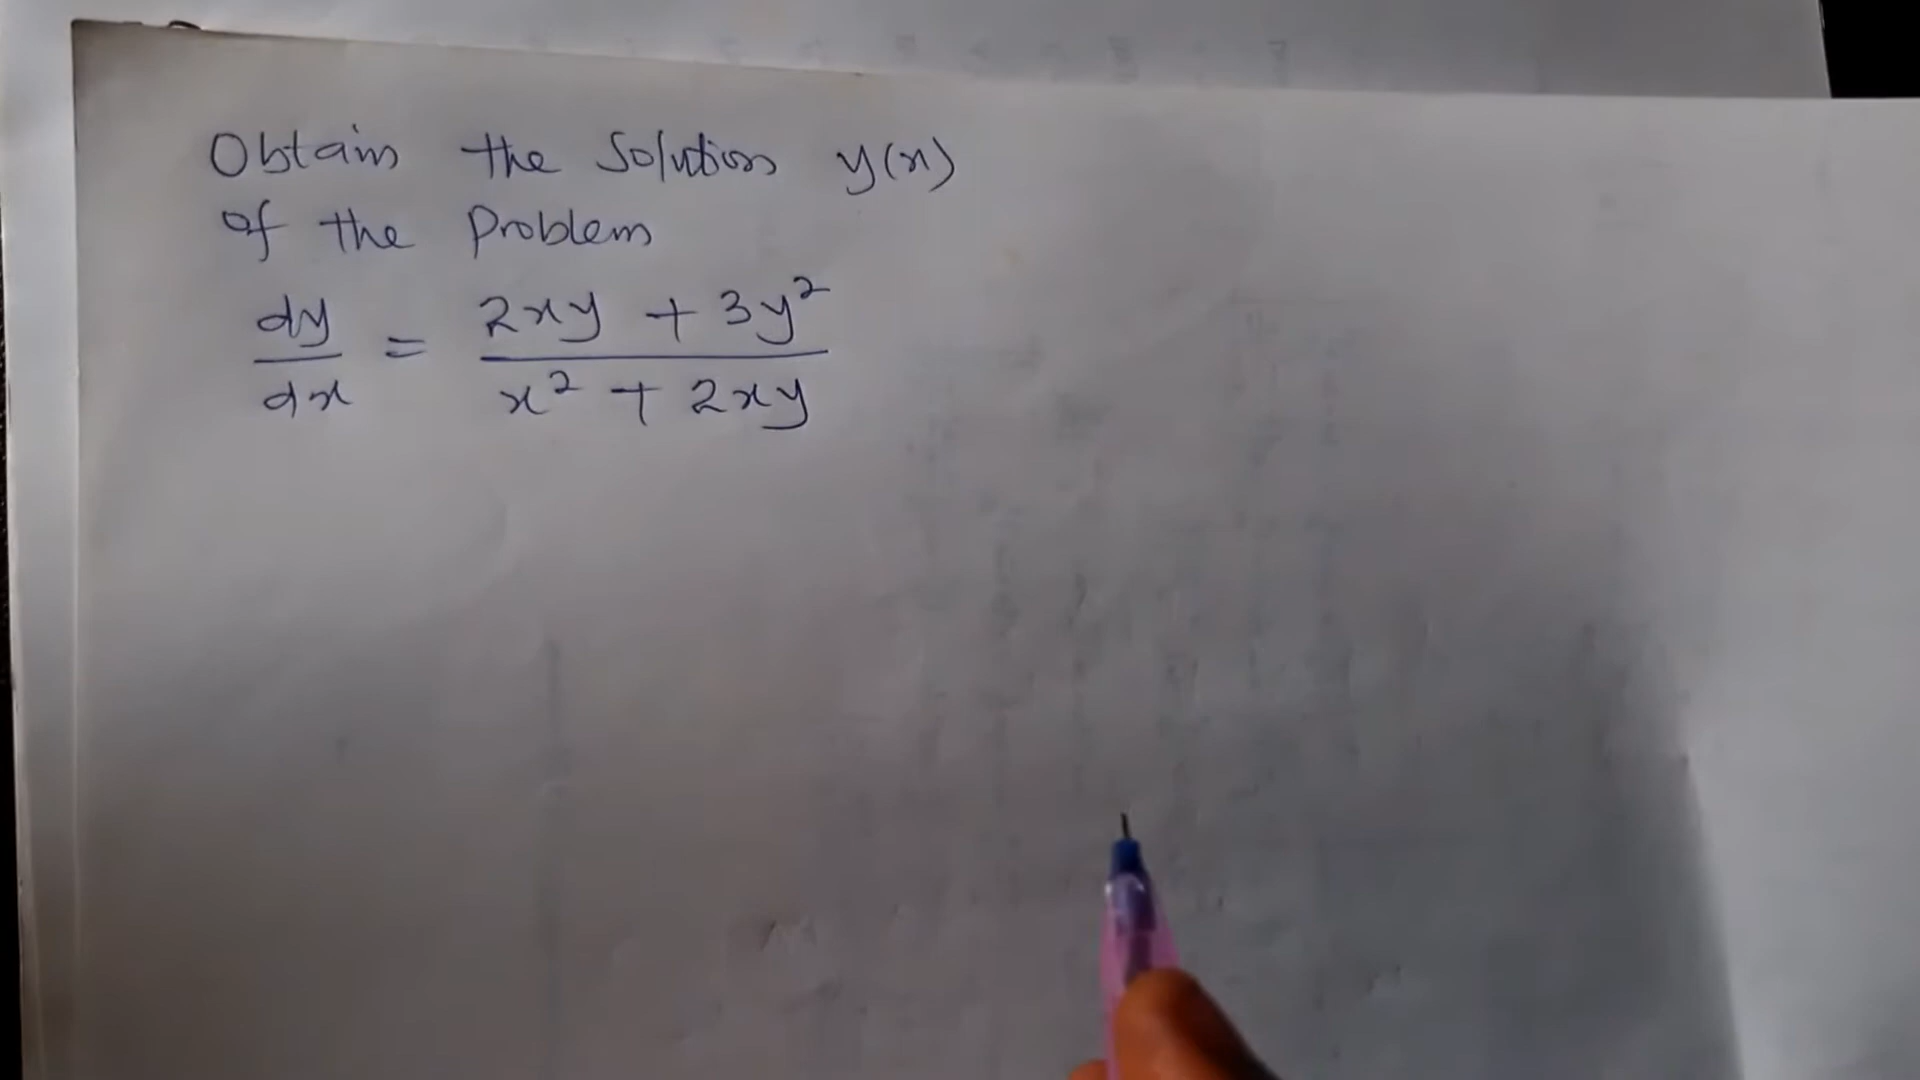 Obtain the Solution y(x)
of the Problem
dy/dx = (2xy + 3y²)/(x² + 2xy)